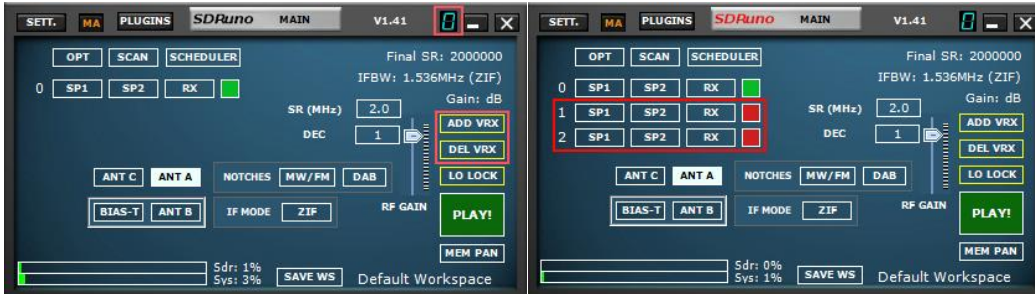 SETT. MA PLUGINS SDRuno MAIN V1.41 0
OPT SCAN SCHEDULER Final SR: 2000000
IFBW: 1.536MHz (ZIF)
0 SP1 SP2 RX Gain: dB
SR (MHz) 2.0 ADD VRX
DEC 1 DEL VRX
ANT C ANT A NOTCHES MW/FM DAB LO LOCK
BIAS-T ANT B IF MODE ZIF RF GAIN PLAY!
MEM PAN
Sdr: 1%
Sys: 3% SAVE WS Default Workspace
SETT. MA PLUGINS SDRuno MAIN V1.41 0
OPT SCAN SCHEDULER Final SR: 2000000
IFBW: 1.536MHz (ZIF)
0 SP1 SP2 RX Gain: dB
1 SP1 SP2 RX SR (MHz) 2.0 ADD VRX
2 SP1 SP2 RX DEC 1 DEL VRX
ANT C ANT A NOTCHES MW/FM DAB LO LOCK
BIAS-T ANT B IF MODE ZIF RF GAIN PLAY!
MEM PAN
Sdr: 0%
Sys: 1% SAVE WS Default Workspace